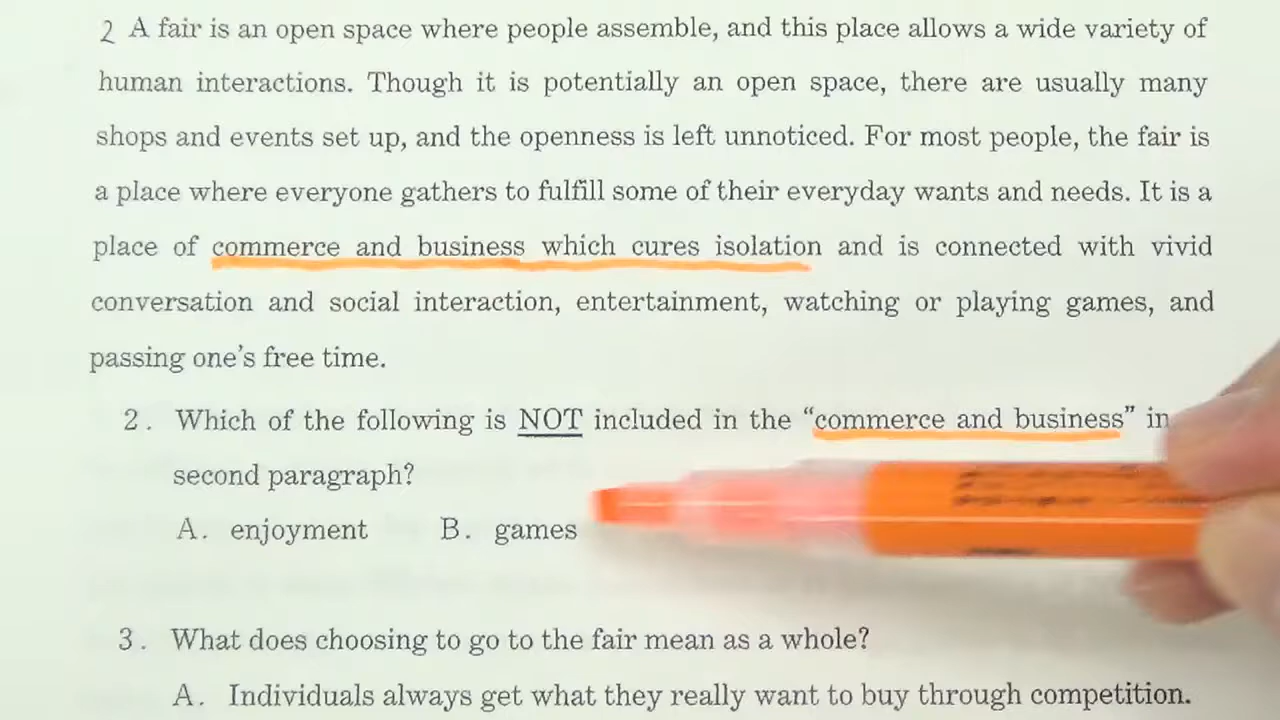 2 A fair is an open space where people assemble, and this place allows a wide variety of
human interactions. Though it is potentially an open space, there are usually many
shops and events set up, and the openness is left unnoticed. For most people, the fair is
a place where everyone gathers to fulfill some of their everyday wants and needs. It is a
place of commerce and business which cures isolation and is connected with vivid
conversation and social interaction, entertainment, watching or playing games, and
passing one's free time.
2. Which of the following is NOT included in the “commerce and business” in
second paragraph?
A. enjoyment B. games
3. What does choosing to go to the fair mean as a whole?
A. Individuals always get what they really want to buy through competition.